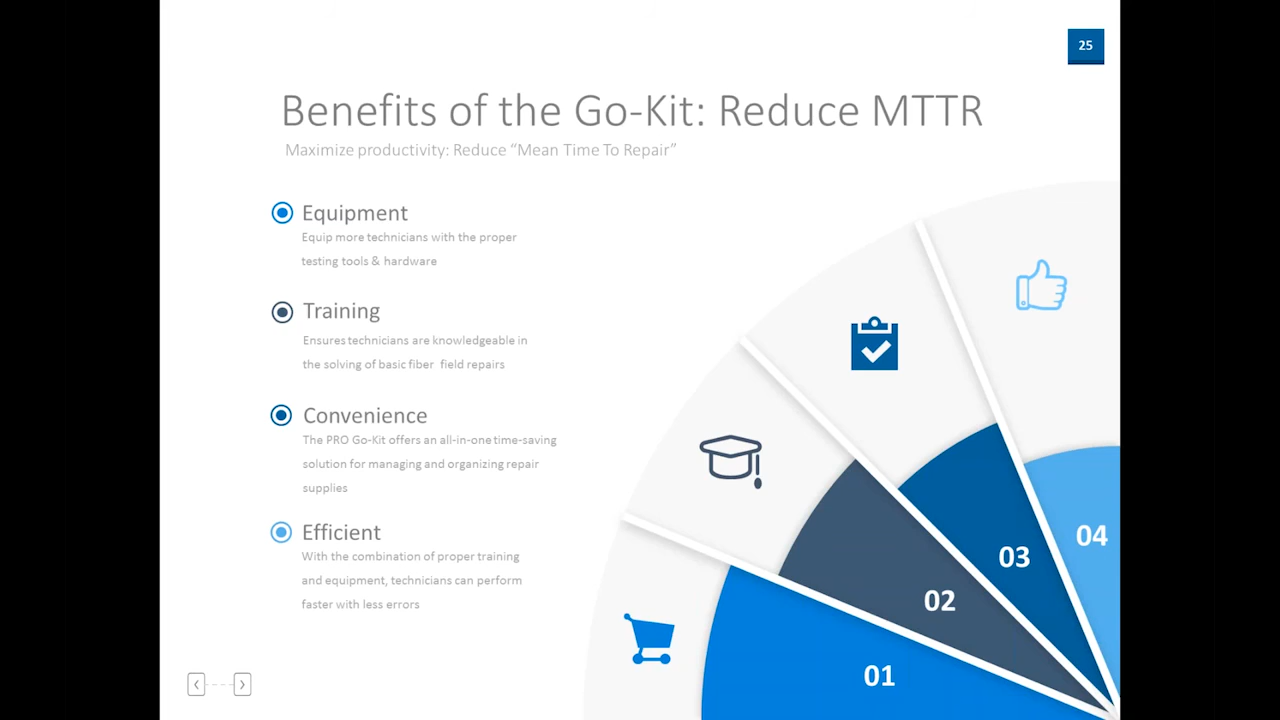 25
Benefits of the Go-Kit: Reduce MTTR
Maximize productivity: Reduce “Mean Time To Repair”
Equipment
Equip more technicians with the proper
testing tools & hardware
Training
Ensures technicians are knowledgeable in
the solving of basic fiber field repairs
Convenience
The PRO Go-Kit offers an all-in-one time-saving
solution for managing and organizing repair
supplies
Efficient
With the combination of proper training
and equipment, technicians can perform
faster with less errors
01
02
03
04